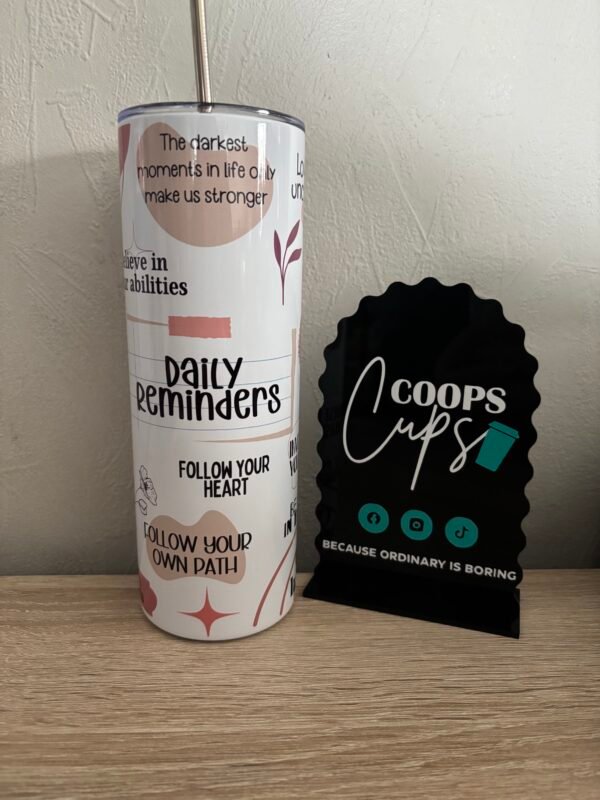 The darkest
moments in life only
make us stronger
Daily
Reminders
FOLLOW YOUR
HEART
FOLLOW YOUR
OWN PATH
abilities
in
COOPS
Cups
BECAUSE ORDINARY IS BORING